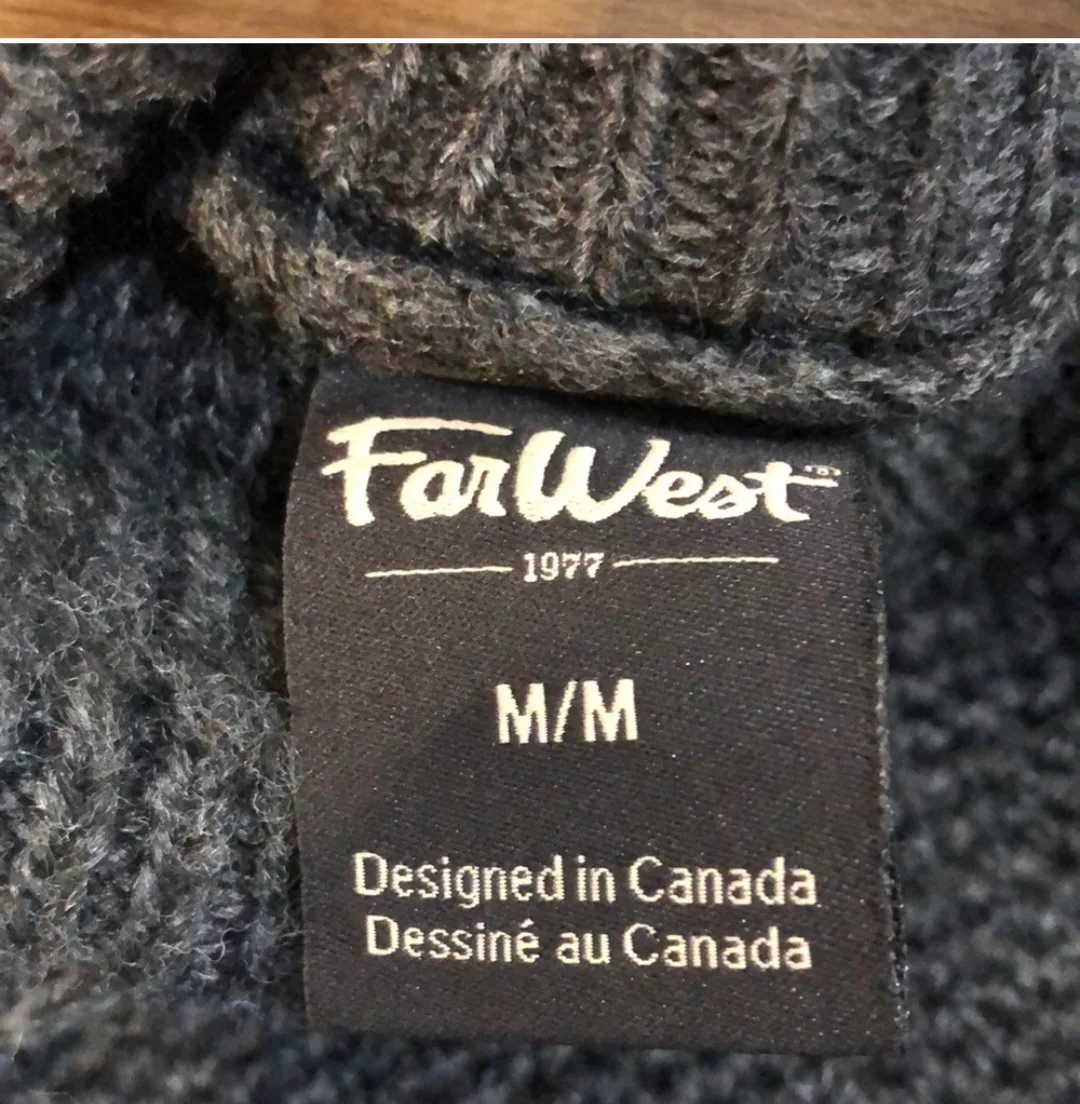 FarWest
1977
M/M
Designed in Canada
Dessiné au Canada